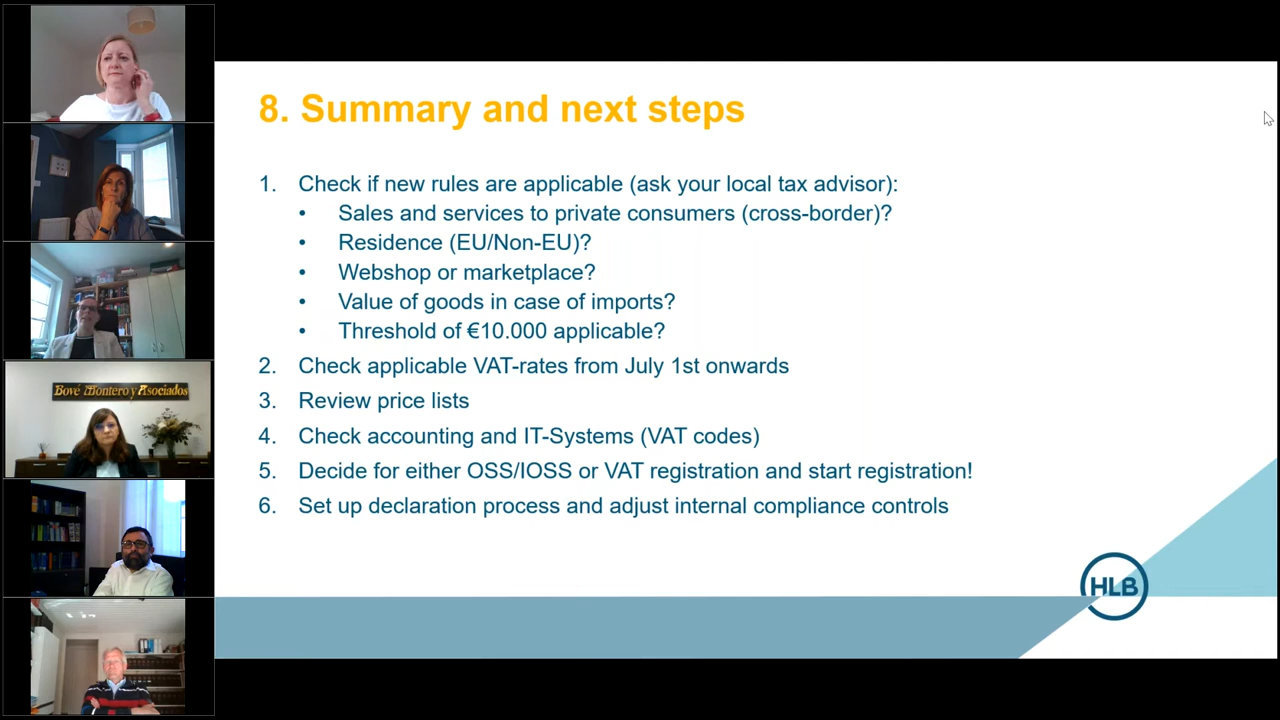 8. Summary and next steps
1. Check if new rules are applicable (ask your local tax advisor):
• Sales and services to private consumers (cross-border)?
• Residence (EU/Non-EU)?
• Webshop or marketplace?
• Value of goods in case of imports?
• Threshold of €10.000 applicable?
2. Check applicable VAT-rates from July 1st onwards
3. Review price lists
4. Check accounting and IT-Systems (VAT codes)
5. Decide for either OSS/IOSS or VAT registration and start registration!
6. Set up declaration process and adjust internal compliance controls
HLB
Bové Montero y Asociados